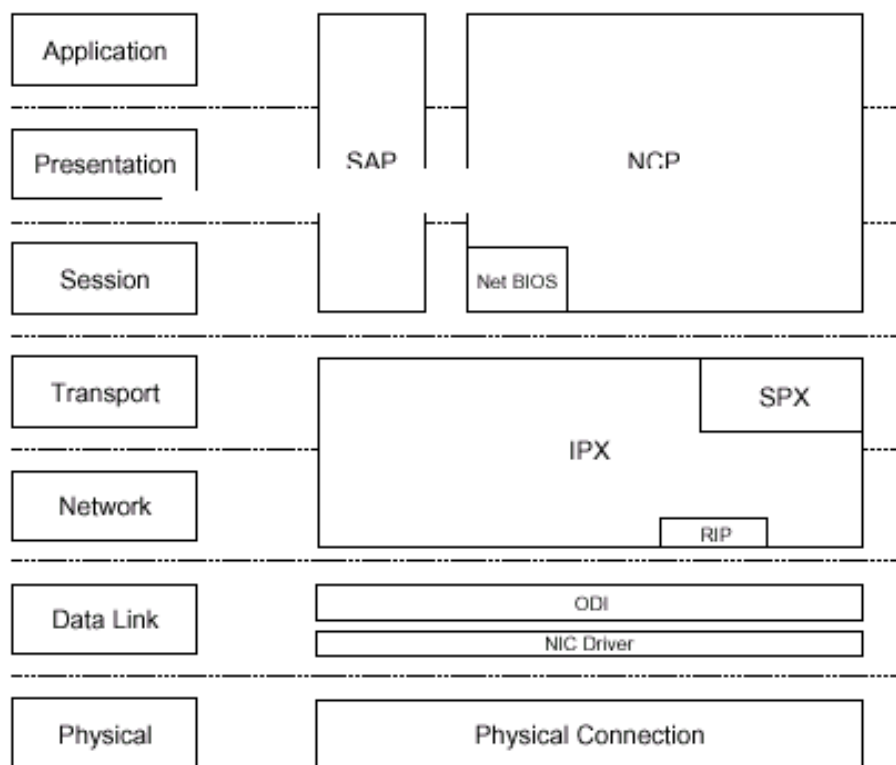 Application
Presentation
SAP
NCP
Session
Net BIOS
Transport
SPX
IPX
Network
RIP
Data Link
ODI
NIC Driver
Physical
Physical Connection